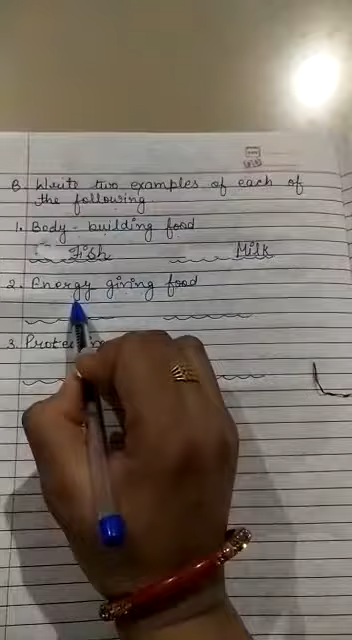 B. Write two examples of each of
the following.
1. Body-building food
Fish Milk
2. Energy giving food
3.